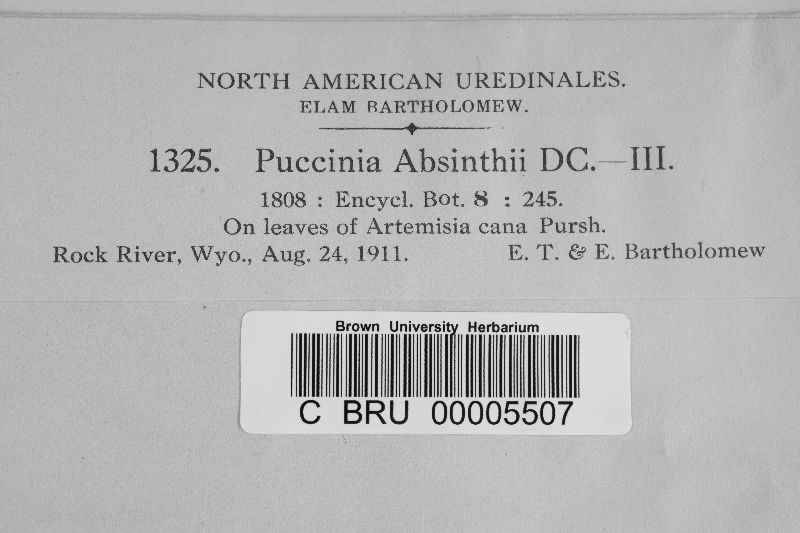 NORTH AMERICAN UREDINALES.
ELAM BARTHOLOMEW.
1325. Puccinia Absinthii DC.—III.
1808 : Encycl. Bot. 8 : 245.
On leaves of Artemisia cana Pursh.
Rock River, Wyo., Aug. 24, 1911. E. T. & E. Bartholomew
Brown University Herbarium
C BRU 00005507